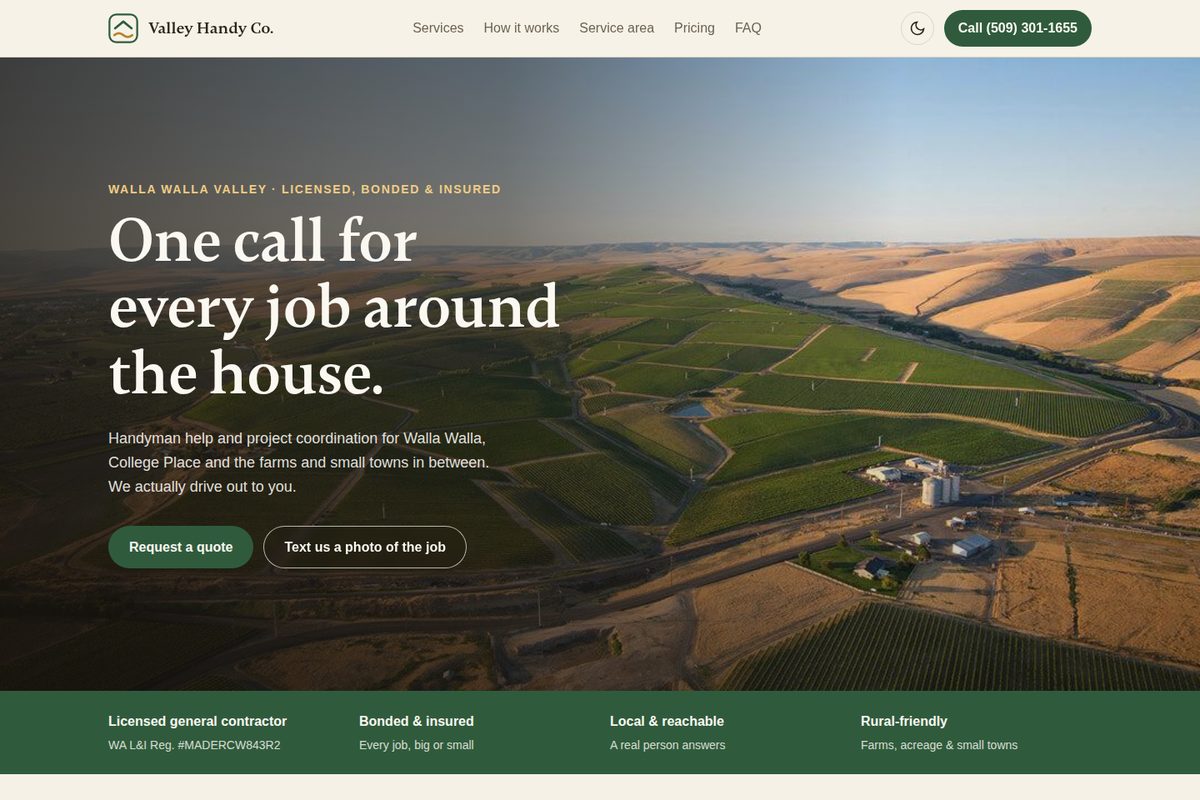 Valley Handy Co.
Services
How it works
Service area
Pricing
FAQ
Call (509) 301-1655
WALLA WALLA VALLEY · LICENSED, BONDED & INSURED
One call for
every job around
the house.
Handyman help and project coordination for Walla Walla,
College Place and the farms and small towns in between.
We actually drive out to you.
Request a quote
Text us a photo of the job
Licensed general contractor
WA L&I Reg. #MADERCW843R2
Bonded & insured
Every job, big or small
Local & reachable
A real person answers
Rural-friendly
Farms, acreage & small towns